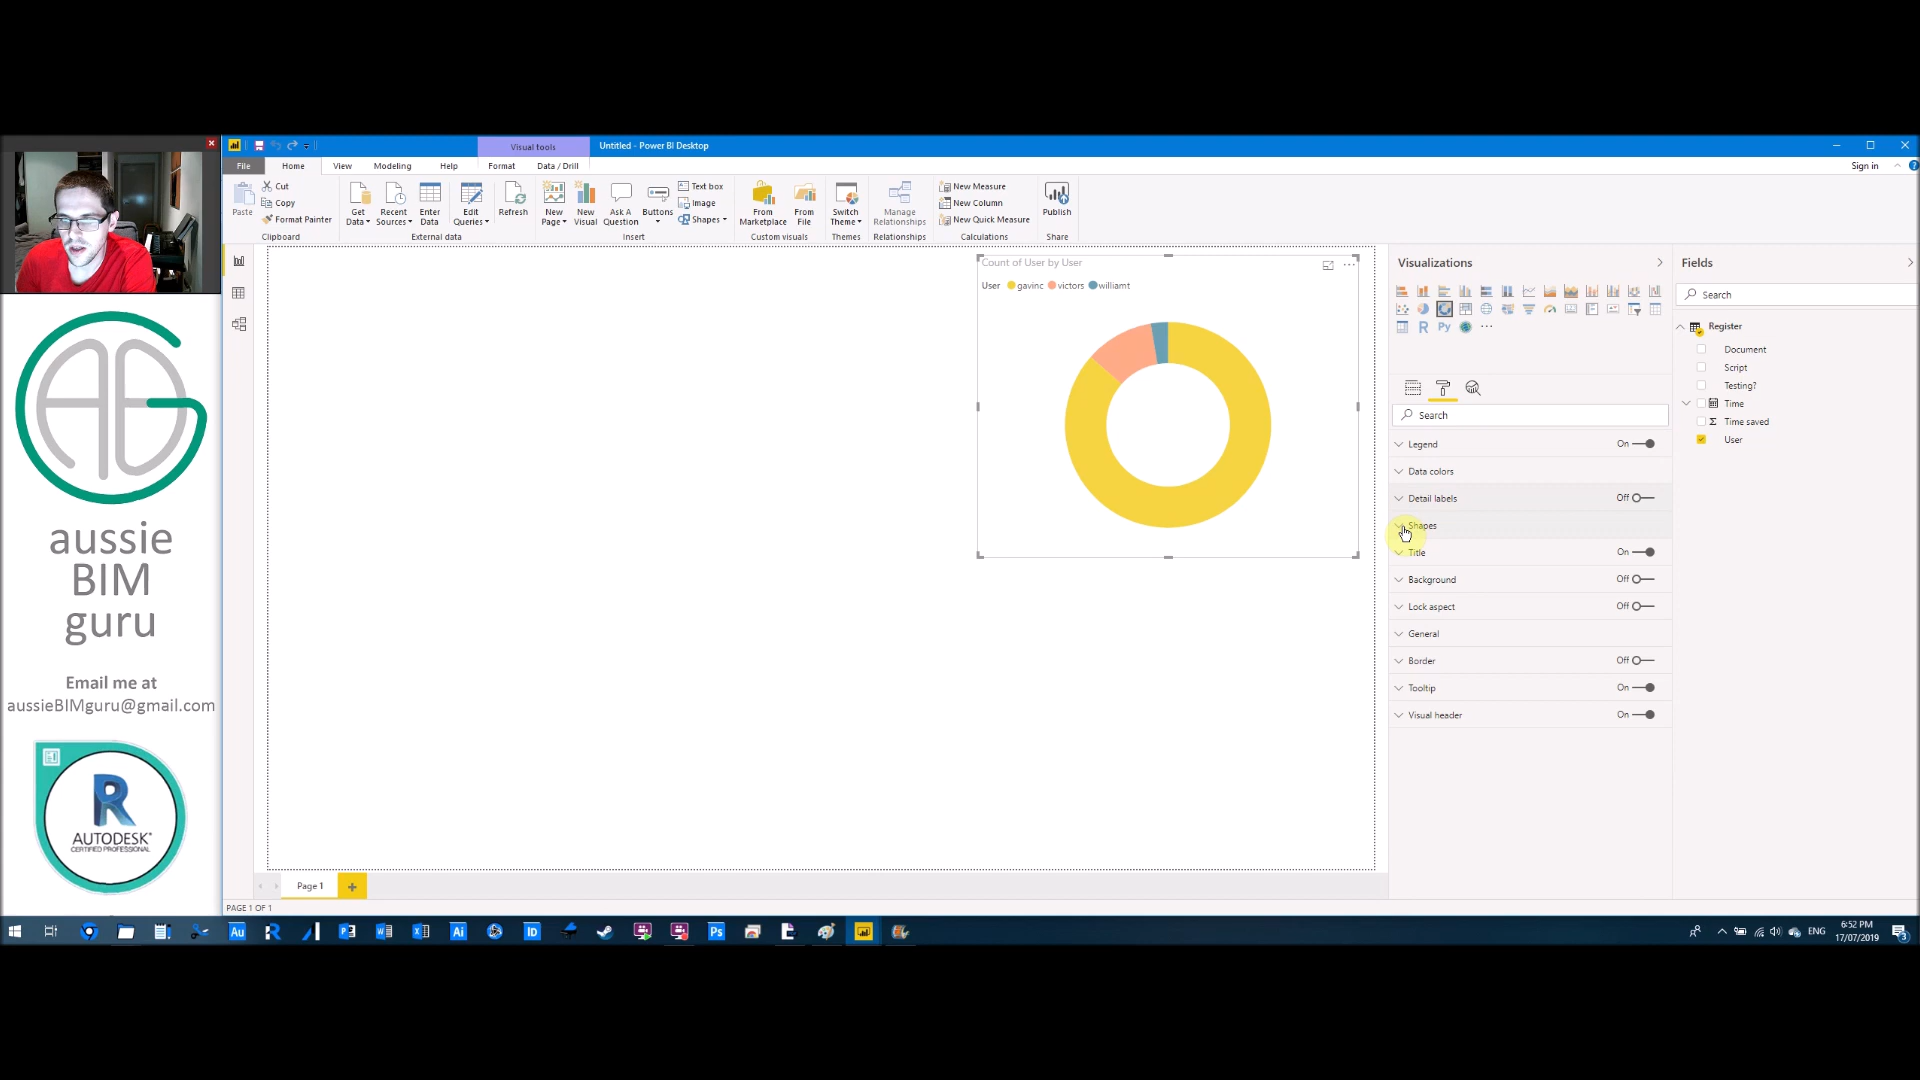 Visual tools
Untitled - Power BI Desktop
File Home View Modeling Help Format Data / Drill
Sign in
Paste
Cut
Copy
Format Painter
Clipboard
Get Data
Recent Sources
Enter Data
Edit Queries
Refresh
External data
New Page
New Visual
Ask A Question
Buttons
Text box
Image
Shapes
Insert
From Marketplace
From File
Custom visuals
Switch Theme
Themes
Manage Relationships
Relationships
New Measure
New Column
New Quick Measure
Calculations
Publish
Share
Count of User by User
User gavinc victors williamt
Visualizations
R Py
Search
Legend On
Data colors
Detail labels Off
Shapes
Title On
Background Off
Lock aspect Off
General
Border Off
Tooltip On
Visual header On
Fields
Search
Register
Document
Script
Testing?
Time
Σ Time saved
User
aussie
BIM
guru
Email me at
aussieBIMguru@gmail.com
R
AUTODESK
CERTIFIED PROFESSIONAL
Page 1
PAGE 1 OF 1
Au
Ai
ID
Ps
ENG
6:52 PM
17/07/2019